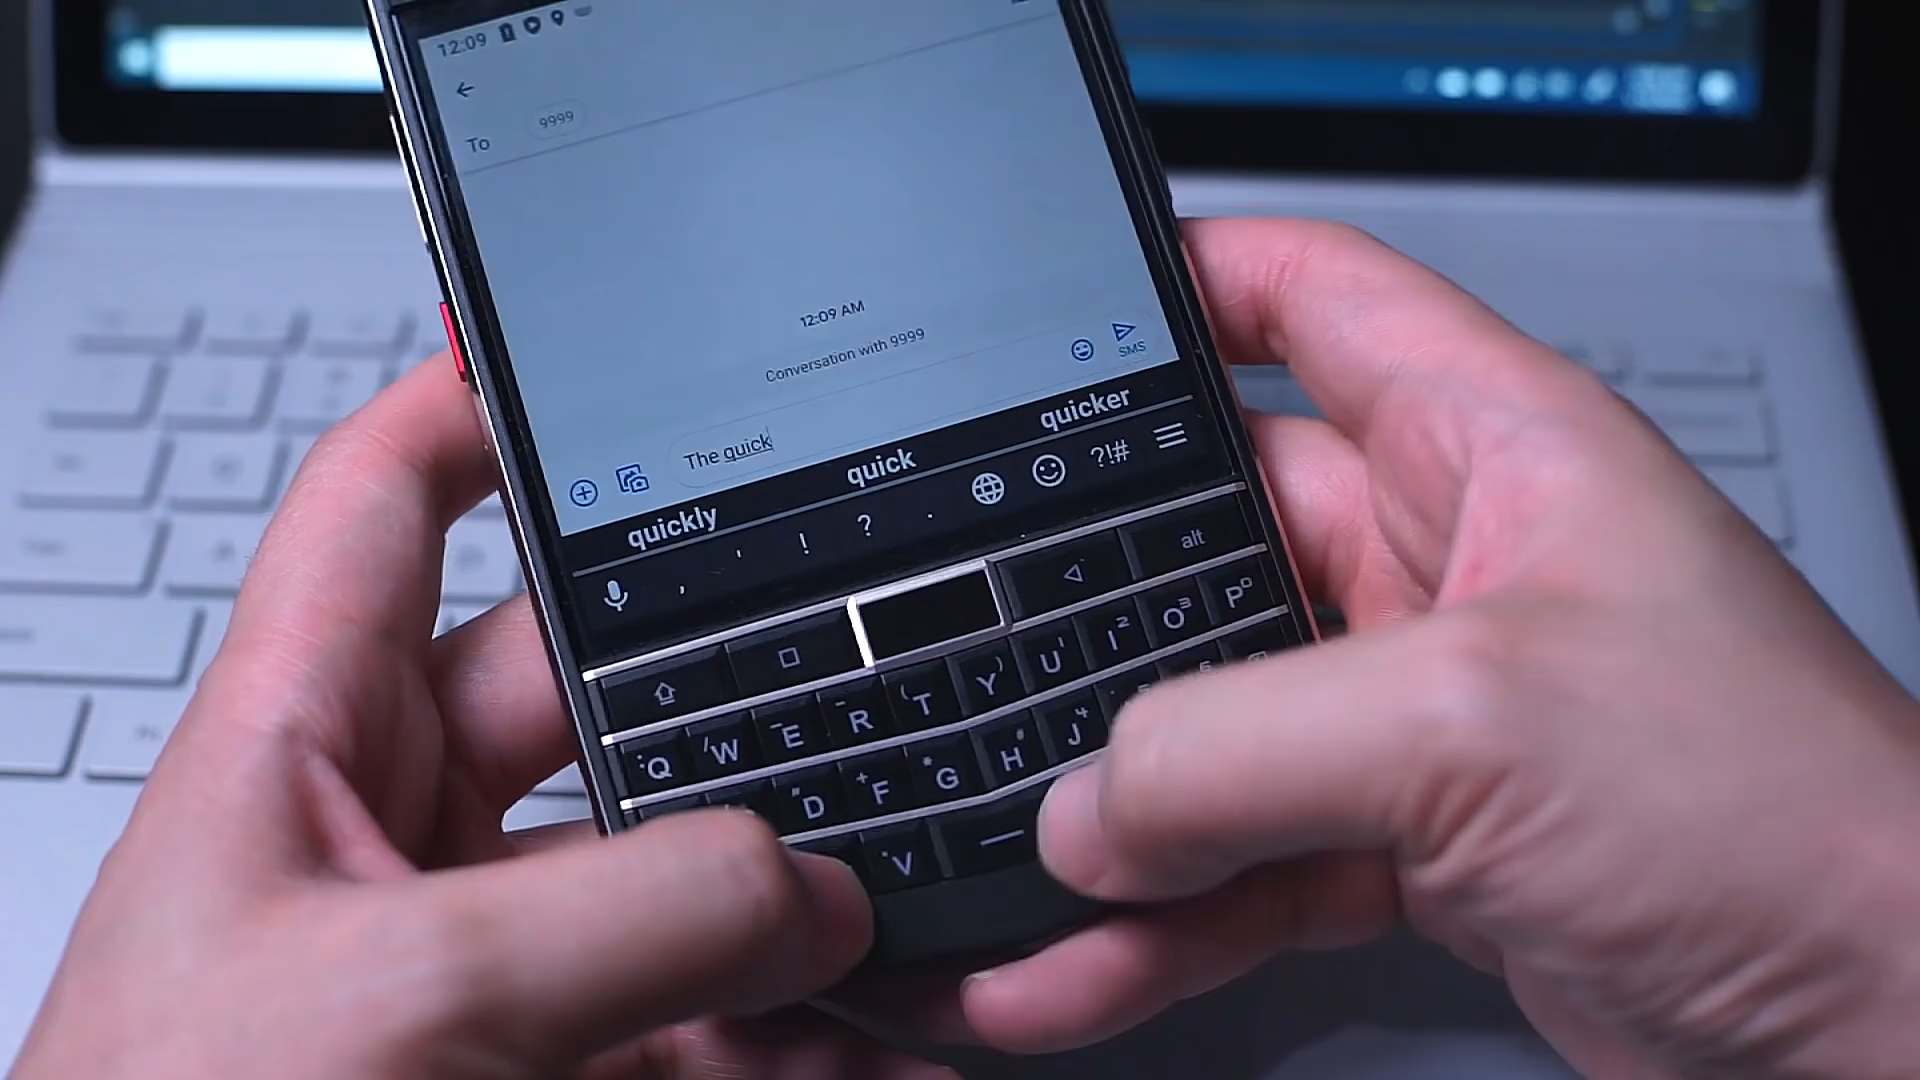 12:09
To 9999
12:09 AM
Conversation with 9999
SMS
The quick
quickly quick quicker
, ' ! ? . ?!#
alt
Q W E R T Y U I O P
D F G H J
V